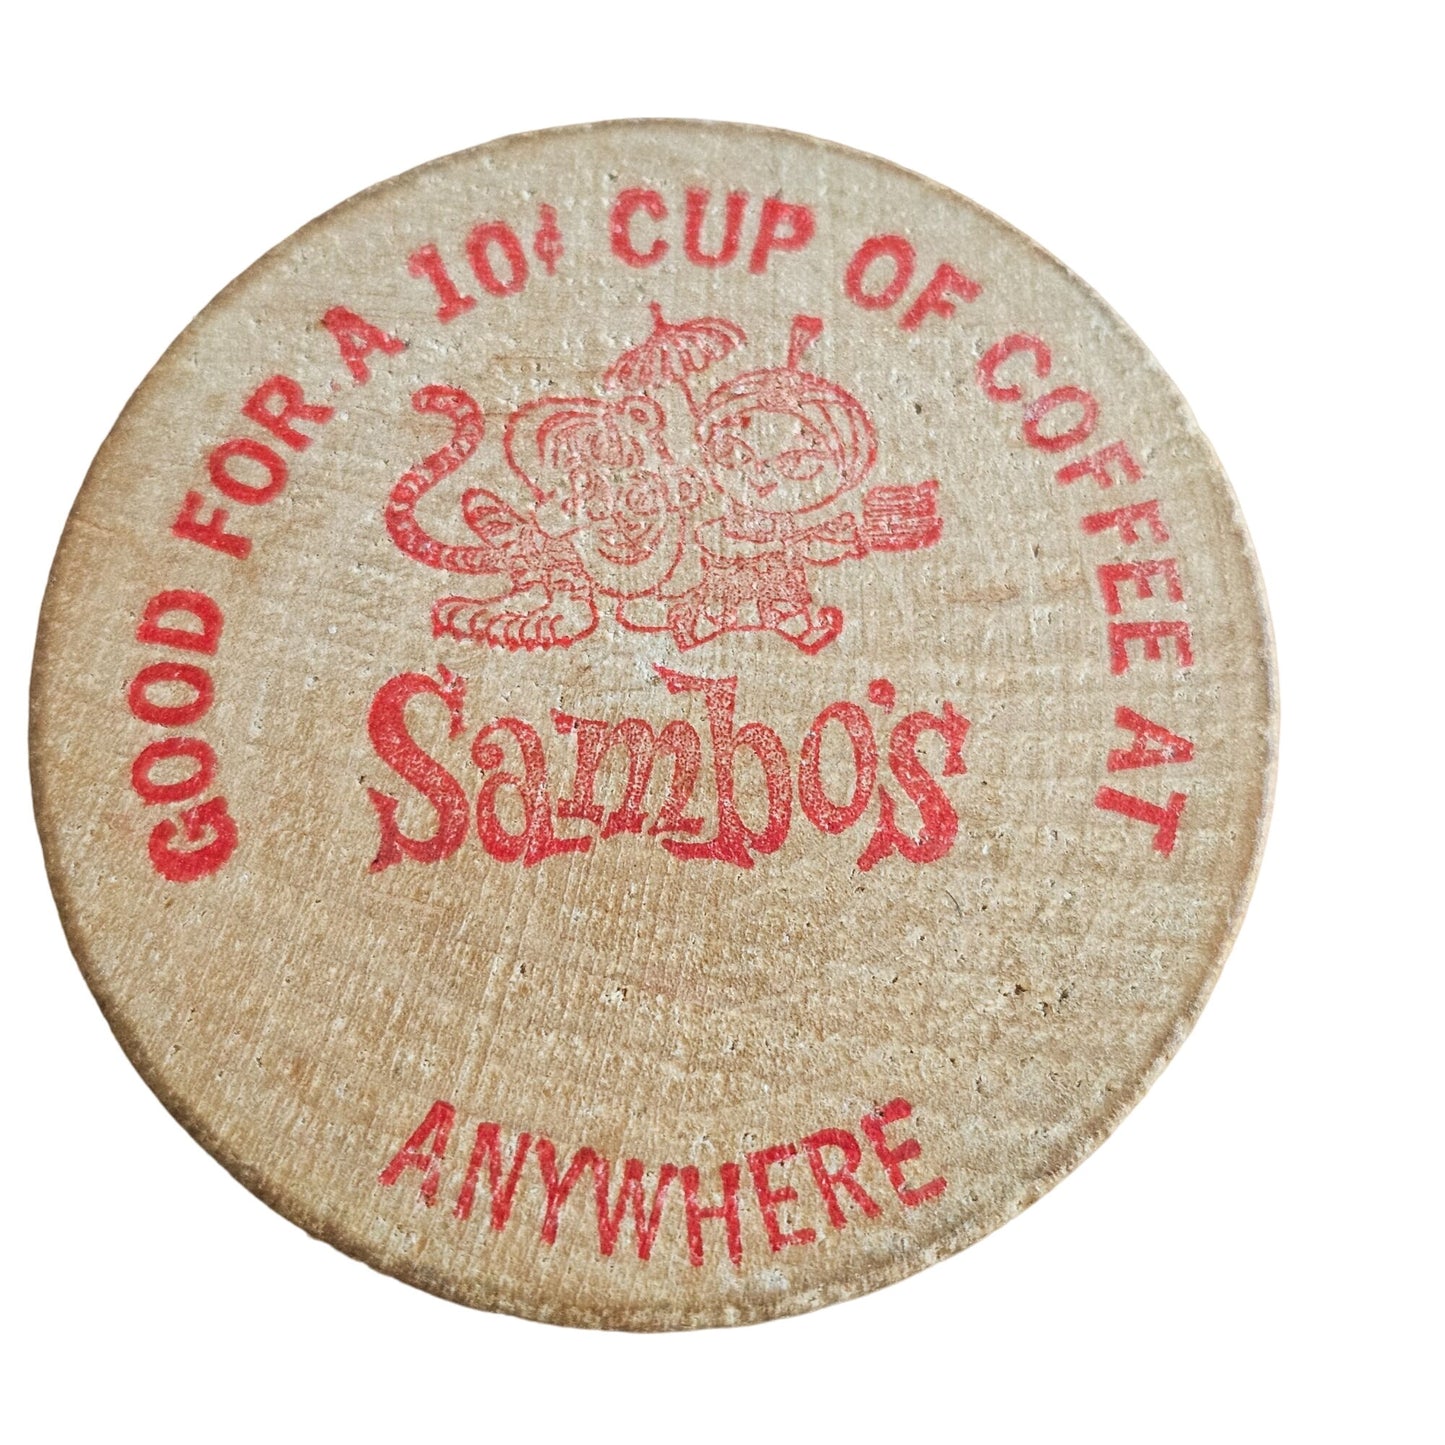 GOOD FOR A 10¢ CUP OF COFFEE AT
Sambo's
ANYWHERE